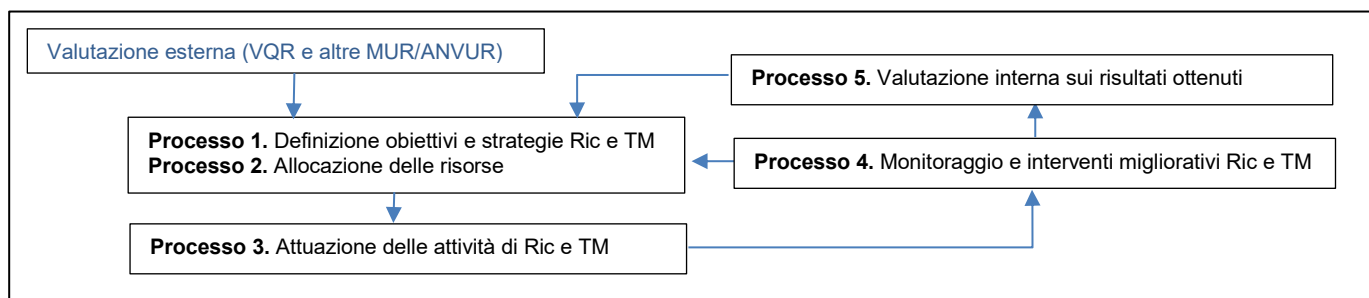 Valutazione esterna (VQR e altre MUR/ANVUR)
Processo 5. Valutazione interna sui risultati ottenuti
Processo 1. Definizione obiettivi e strategie Ric e TM
Processo 2. Allocazione delle risorse
Processo 4. Monitoraggio e interventi migliorativi Ric e TM
Processo 3. Attuazione delle attività di Ric e TM